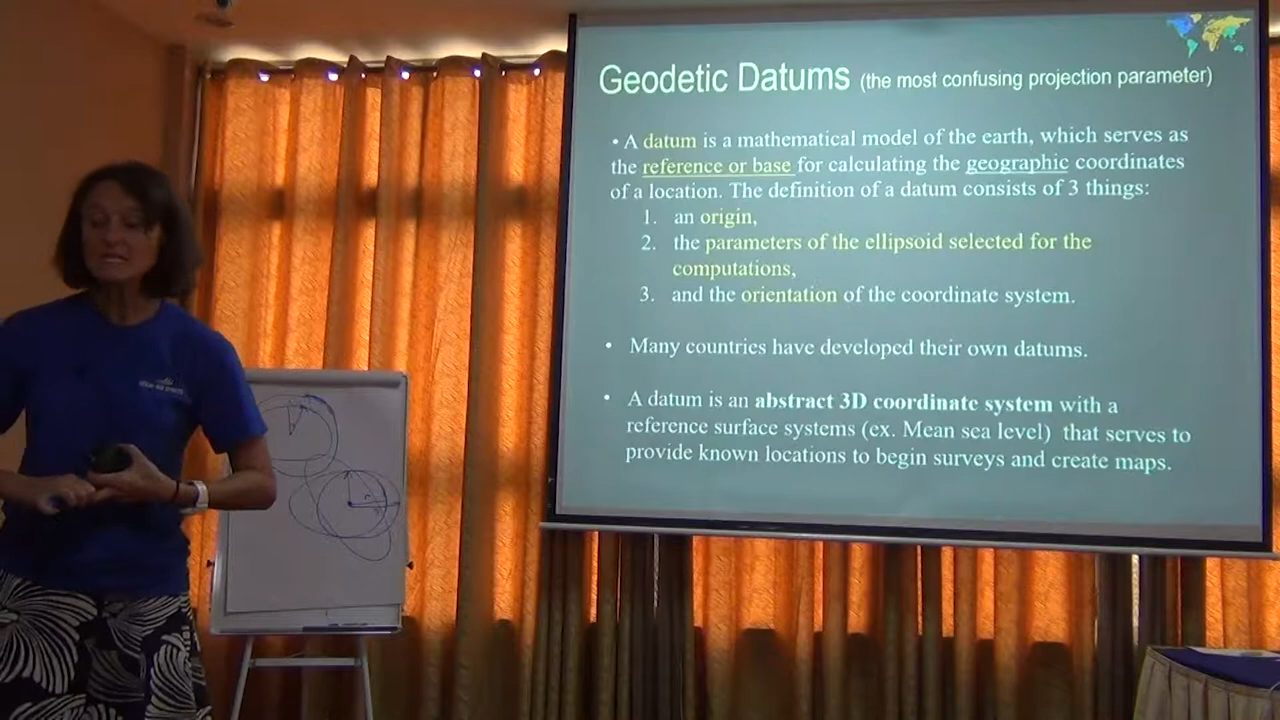 Geodetic Datums (the most confusing projection parameter)
• A datum is a mathematical model of the earth, which serves as
the reference or base for calculating the geographic coordinates
of a location. The definition of a datum consists of 3 things:
1. an origin,
2. the parameters of the ellipsoid selected for the
computations,
3. and the orientation of the coordinate system.
• Many countries have developed their own datums.
• A datum is an abstract 3D coordinate system with a
reference surface systems (ex. Mean sea level) that serves to
provide known locations to begin surveys and create maps.